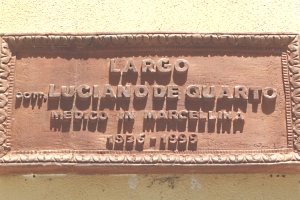 LARGO
DOTT. LUCIANO DE QUARTO
MEDICO IN MARCELLINA